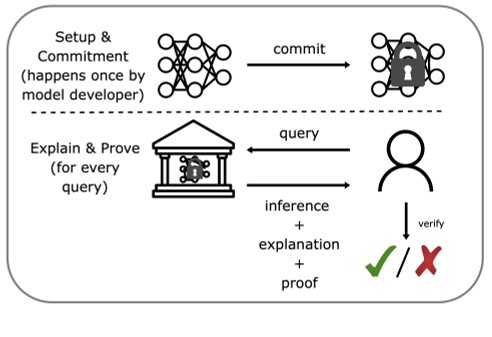 Setup &
Commitment
(happens once by
model developer)
commit
Explain & Prove
(for every
query)
query
inference
+
explanation
+
proof
verify
/